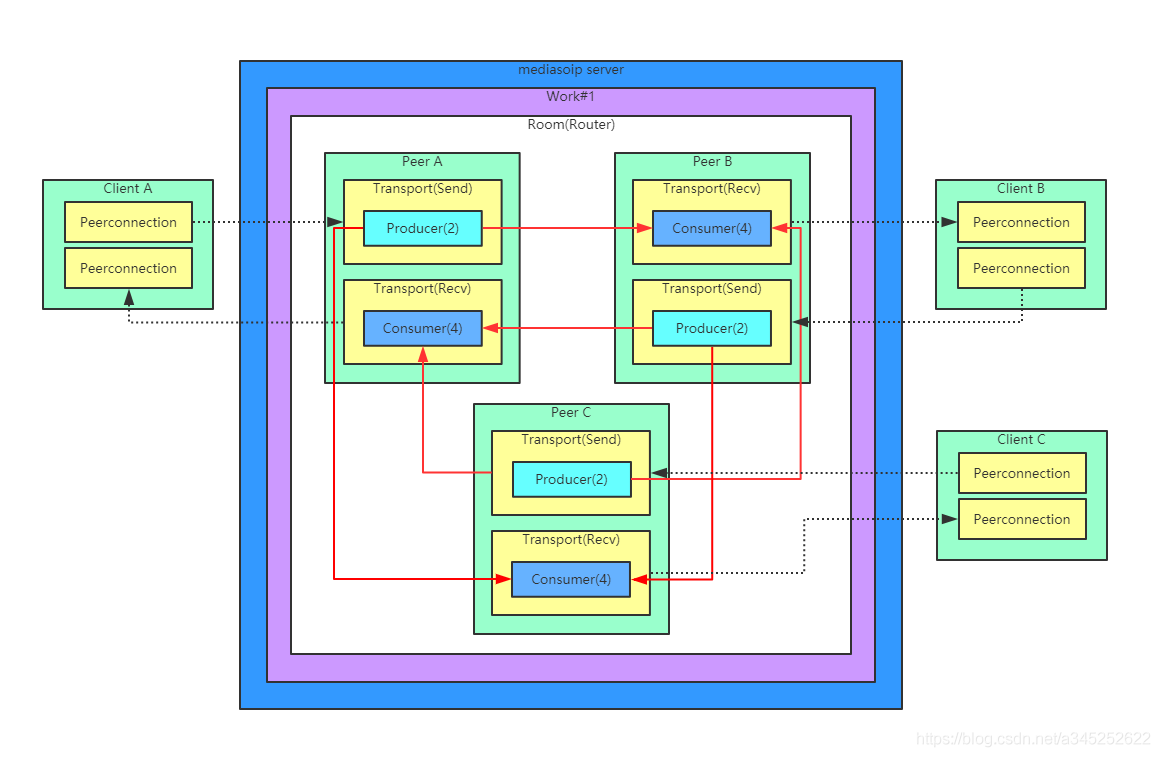 mediasoip server
Work#1
Room(Router)
Client A
Peerconnection
Peerconnection
Peer A
Transport(Send)
Producer(2)
Transport(Recv)
Consumer(4)
Peer B
Transport(Recv)
Consumer(4)
Transport(Send)
Producer(2)
Client B
Peerconnection
Peerconnection
Peer C
Transport(Send)
Producer(2)
Transport(Recv)
Consumer(4)
Client C
Peerconnection
Peerconnection
https://blog.csdn.net/a345252622